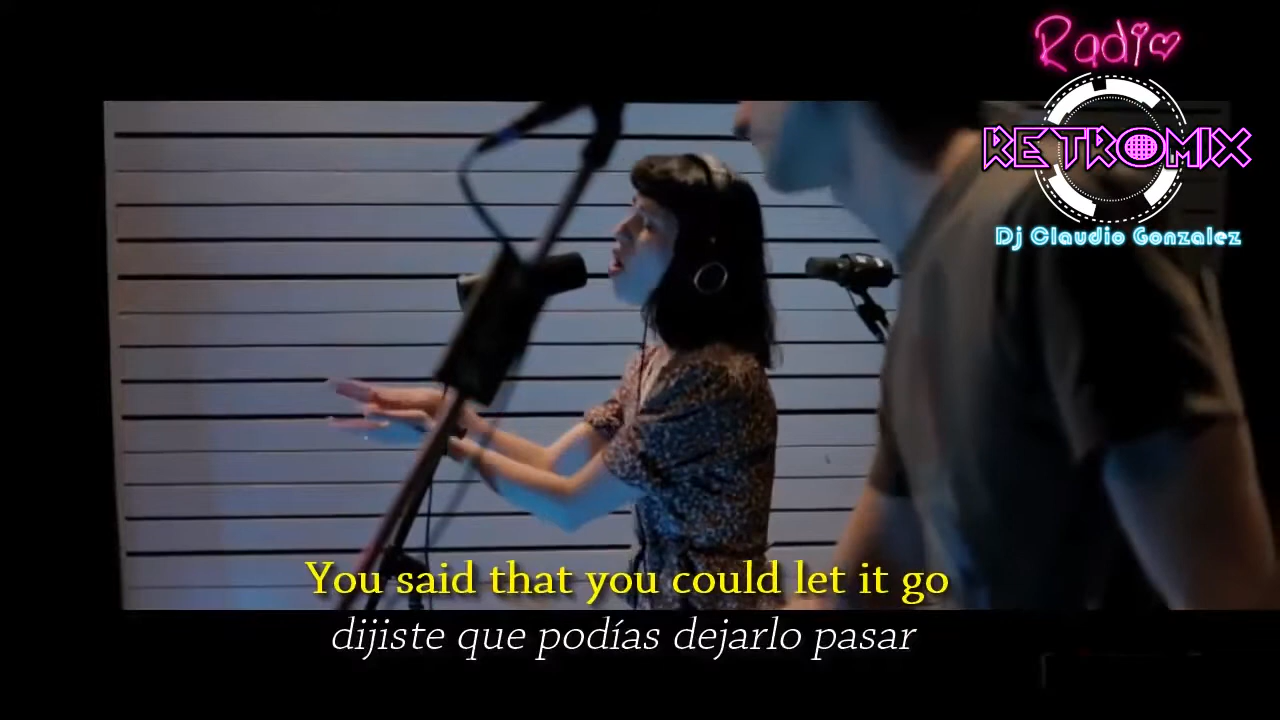 Radio
RETROMIX
Dj Claudio Gonzalez
You said that you could let it go
dijiste que podías dejarlo pasar